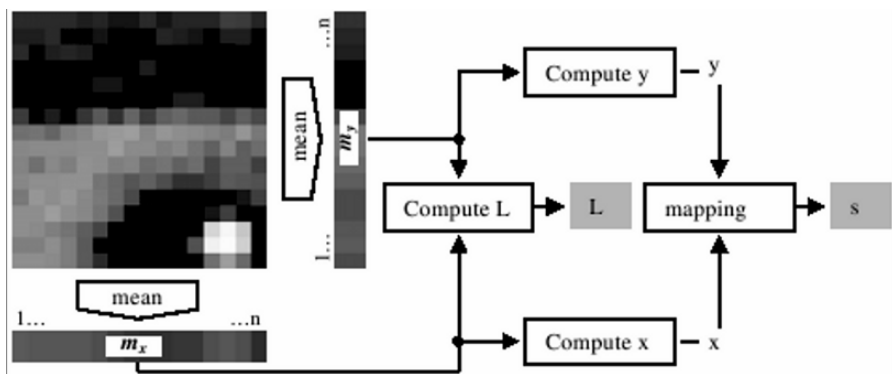 ...n
mean
m_y
1...
Compute y
y
Compute L
L
mapping
s
mean
1...
...n
m_x
Compute x
x